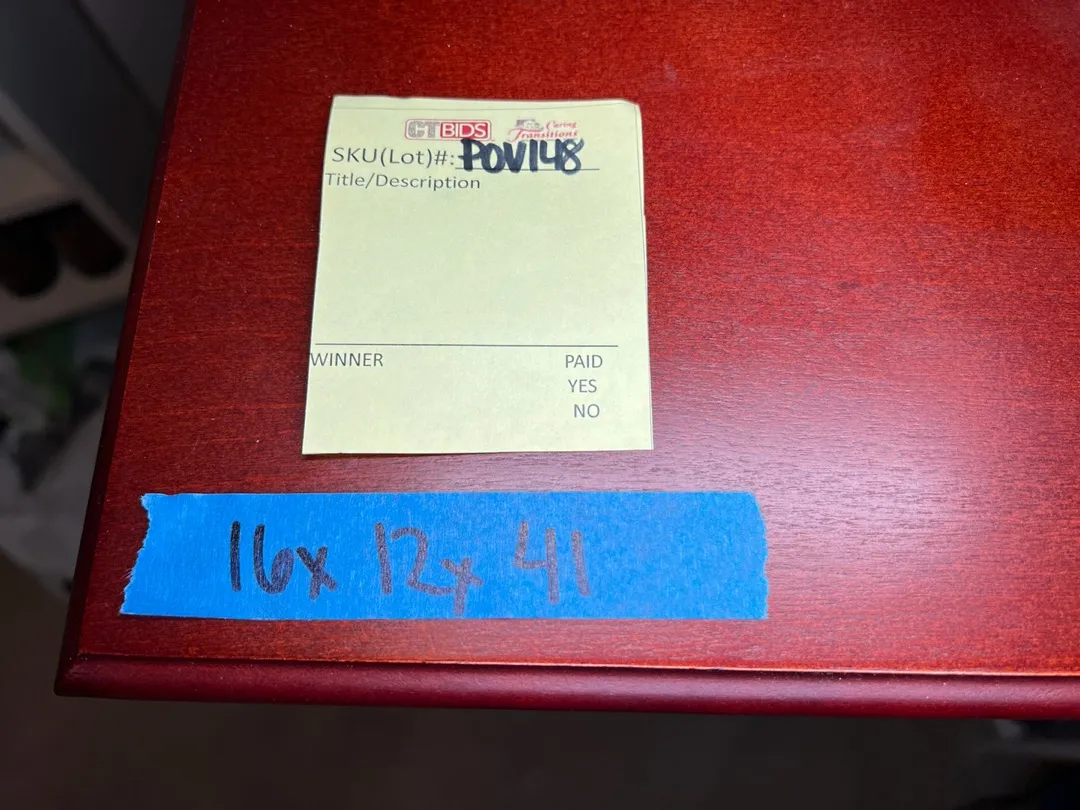 CTBIDS Caring Transitions
SKU(Lot)#: POV148
Title/Description
WINNER PAID
YES
NO
16x 12x 41